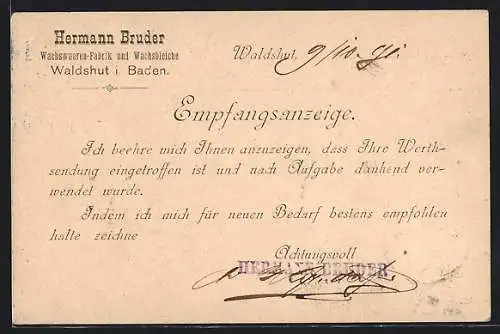 Hermann Bruder
Wachswaaren-Fabrik und Wachsbleiche
Waldshut i. Baden.
Waldshut, 9/10. 91.
Empfangsanzeige.
Ich beehre mich Ihnen anzuzeigen, dass Ihre Werth-
sendung eingetroffen ist und nach Aufgabe dankend ver-
wendet wurde.
Indem ich mich für neuen Bedarf bestens empfohlen
halte zeichne
Achtungsvoll
HERMANN BRUDER